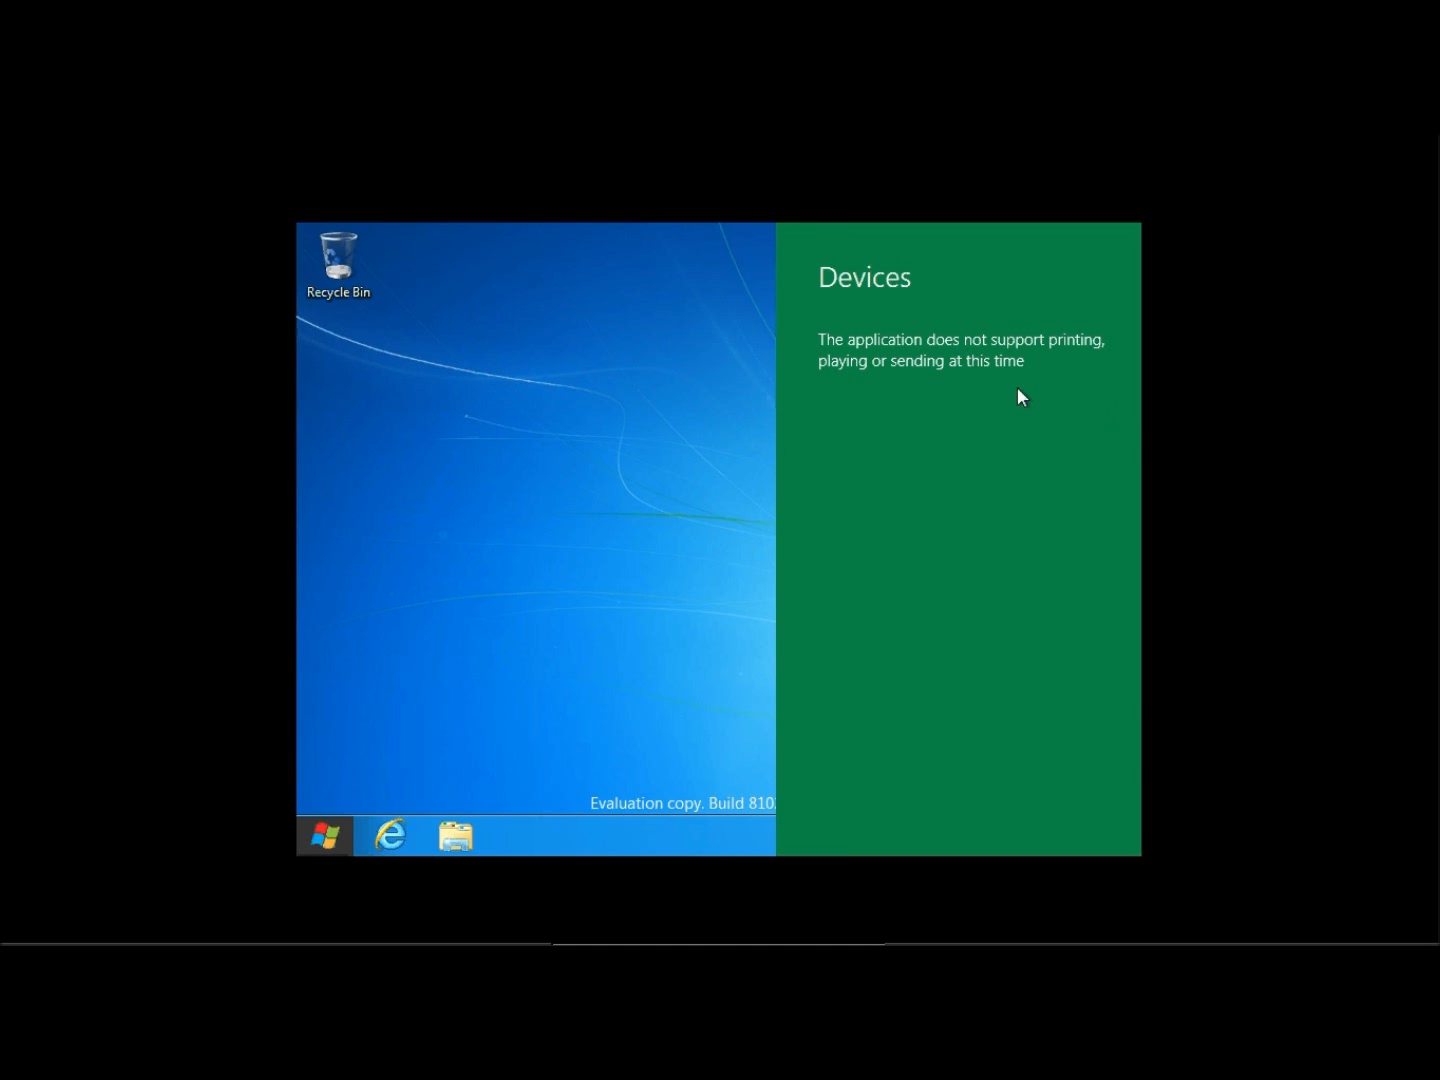 Recycle Bin
Devices
The application does not support printing,
playing or sending at this time
Evaluation copy. Build 810